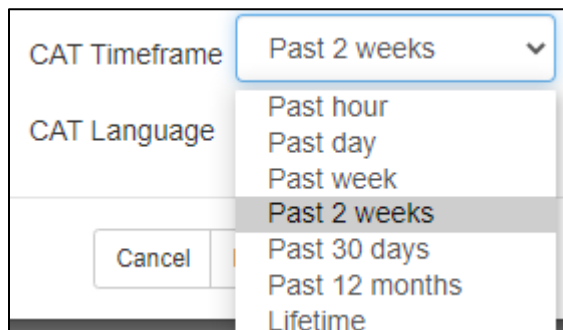 CAT Timeframe
Past 2 weeks
Past hour
CAT Language
Past day
Past week
Past 2 weeks
Past 30 days
Cancel
Past 12 months
Lifetime